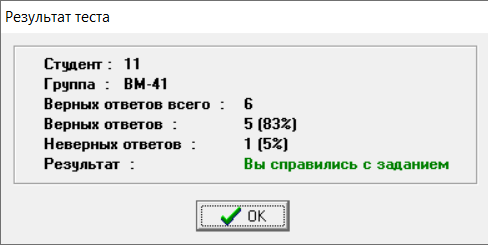 Результат теста
Студент : 11
Группа : ВМ-41
Верных ответов всего : 6
Верных ответов : 5 (83%)
Неверных ответов : 1 (5%)
Результат : Вы справились с заданием
OK